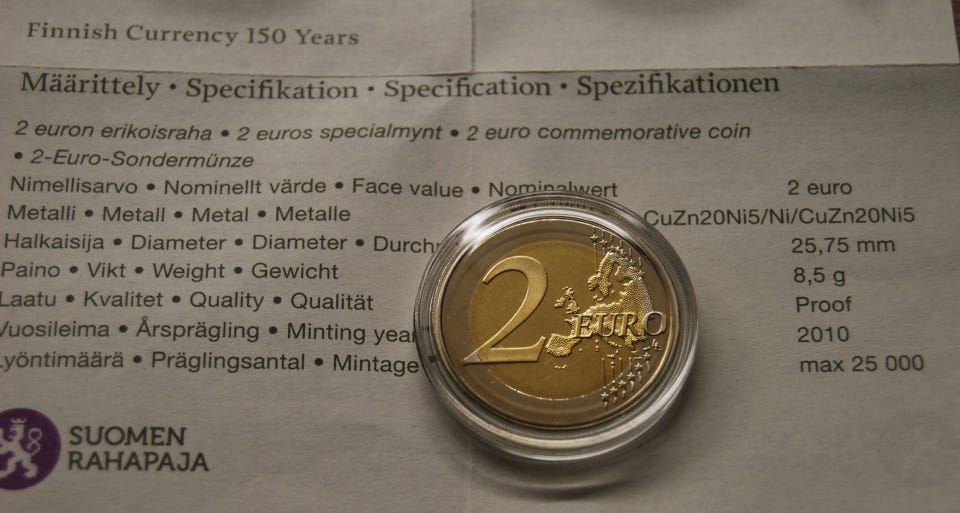 Finnish Currency 150 Years
Määrittely • Specifikation • Specification • Spezifikationen
2 euron erikoisraha • 2 euros specialmynt • 2 euro commemorative coin
• 2-Euro-Sondermünze
Nimellisarvo • Nominellt värde • Face value • Nominalwert 2 euro
Metalli • Metall • Metal • Metalle CuZn20Ni5/Ni/CuZn20Ni5
Halkaisija • Diameter • Diameter • Durch 25,75 mm
Paino • Vikt • Weight • Gewicht 8,5 g
Laatu • Kvalitet • Quality • Qualität Proof
Vuosileima • Årsprägling • Minting year 2010
Lyöntimäärä • Präglingsantal • Mintage max 25 000
2 EURO
SUOMEN
RAHAPAJA